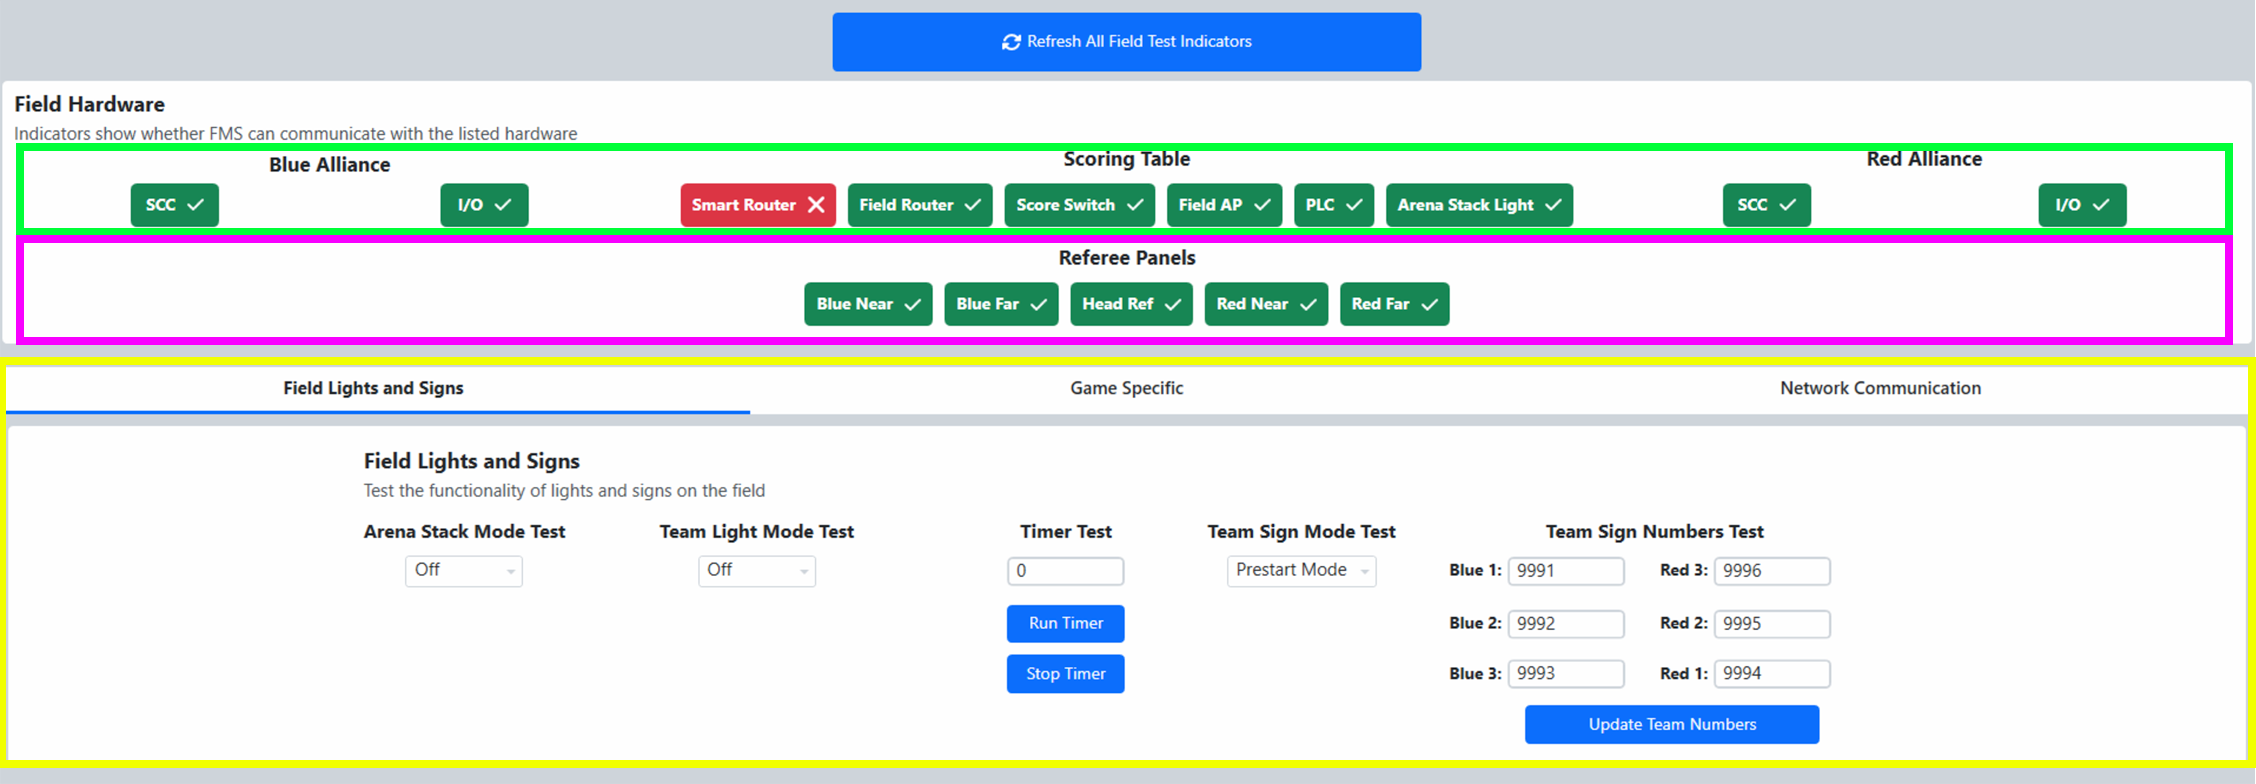 Refresh All Field Test Indicators
Field Hardware
Indicators show whether FMS can communicate with the listed hardware
Blue Alliance
Scoring Table
Red Alliance
SCC
I/O
Smart Router
Field Router
Score Switch
Field AP
PLC
Arena Stack Light
SCC
I/O
Referee Panels
Blue Near
Blue Far
Head Ref
Red Near
Red Far
Field Lights and Signs
Game Specific
Network Communication
Field Lights and Signs
Test the functionality of lights and signs on the field
Arena Stack Mode Test
Team Light Mode Test
Timer Test
Team Sign Mode Test
Team Sign Numbers Test
Off
Off
0
Prestart Mode
Blue 1: 9991
Red 3: 9996
Run Timer
Blue 2: 9992
Red 2: 9995
Stop Timer
Blue 3: 9993
Red 1: 9994
Update Team Numbers